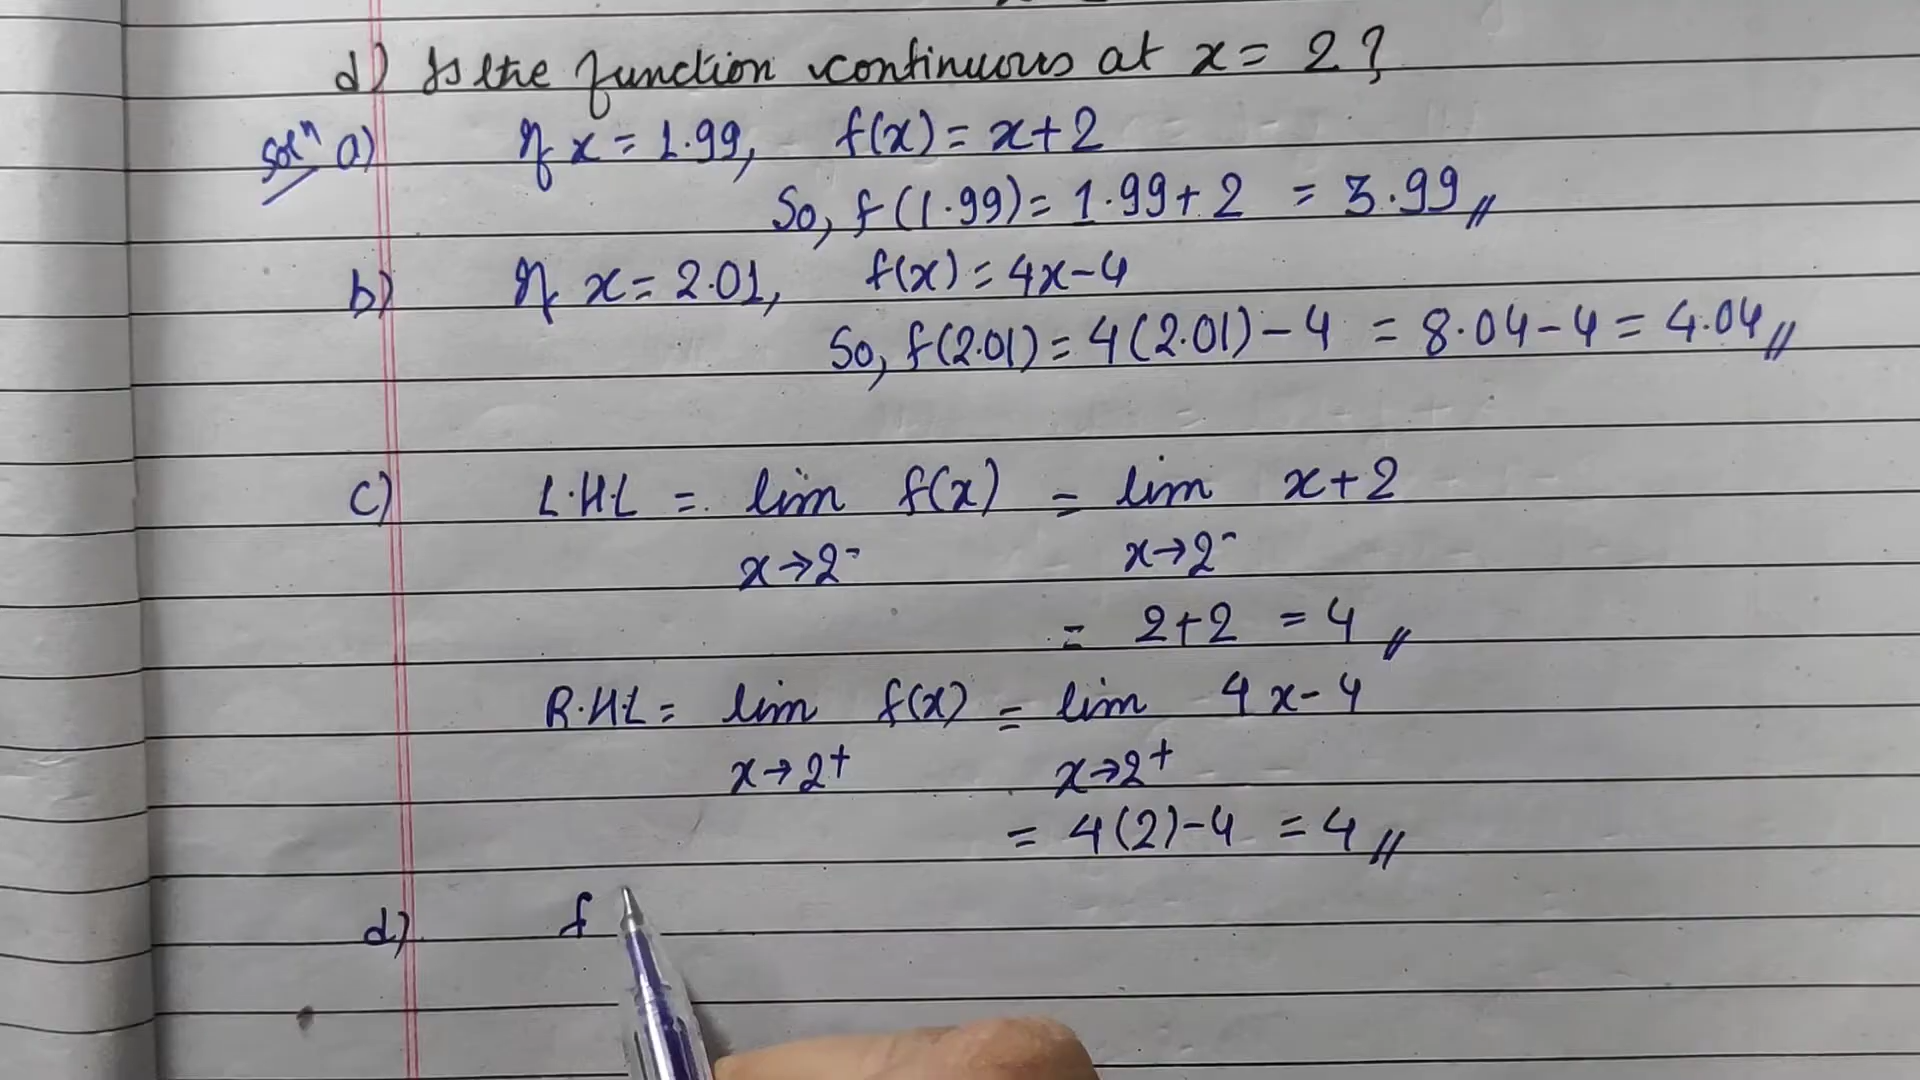 d) Is the function continuous at x = 2?
Solⁿ a) If x = 1.99, f(x) = x+2
So, f(1.99) = 1.99+2 = 3.99//
b) If x = 2.01, f(x) = 4x-4
So, f(2.01) = 4(2.01)-4 = 8.04-4 = 4.04//
c) L.H.L = lim f(x) = lim x+2
x→2⁻ x→2⁻
= 2+2 = 4//
R.H.L = lim f(x) = lim 4x-4
x→2⁺ x→2⁺
= 4(2)-4 = 4//
d) f